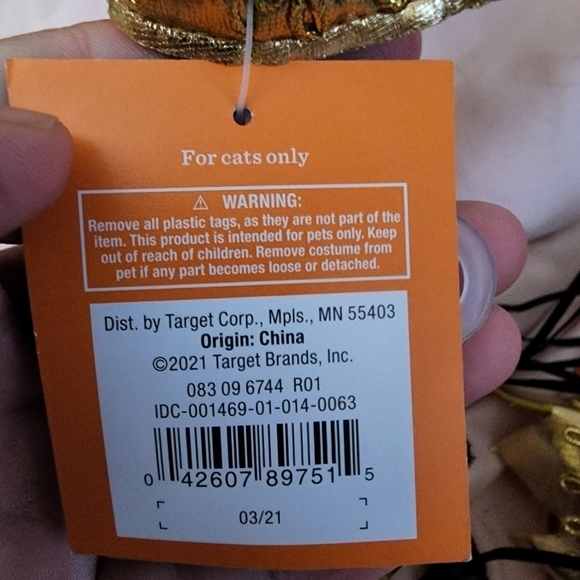 For cats only
⚠ WARNING:
Remove all plastic tags, as they are not part of the
item. This product is intended for pets only. Keep
out of reach of children. Remove costume from
pet if any part becomes loose or detached.
Dist. by Target Corp., Mpls., MN 55403
Origin: China
©2021 Target Brands, Inc.
083 09 6744 R01
IDC-001469-01-014-0063
0 42607 89751 5
03/21